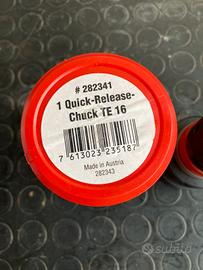 # 282341
1 Quick-Release-
Chuck TE 16
7 613023 235187
Made in Austria
282343
subito